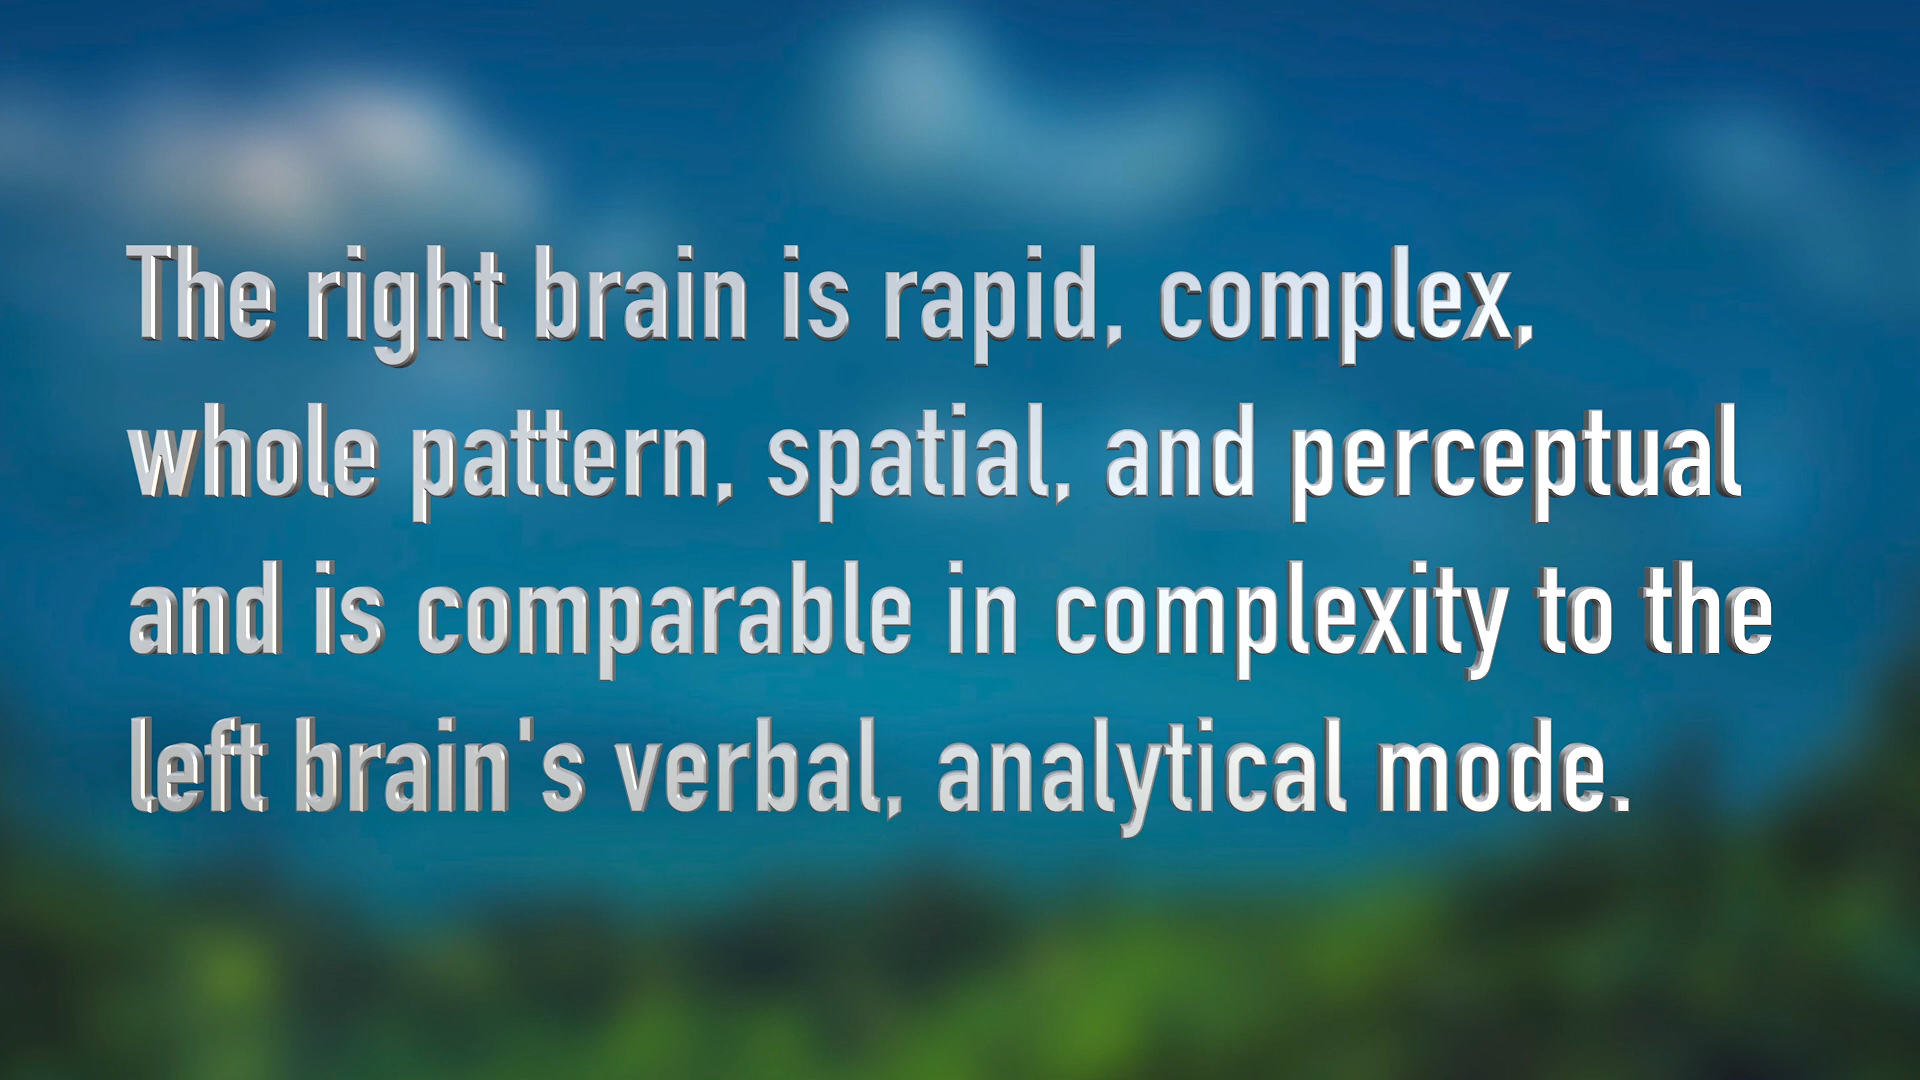 The right brain is rapid, complex,
whole pattern, spatial, and perceptual
and is comparable in complexity to the
left brain's verbal, analytical mode.